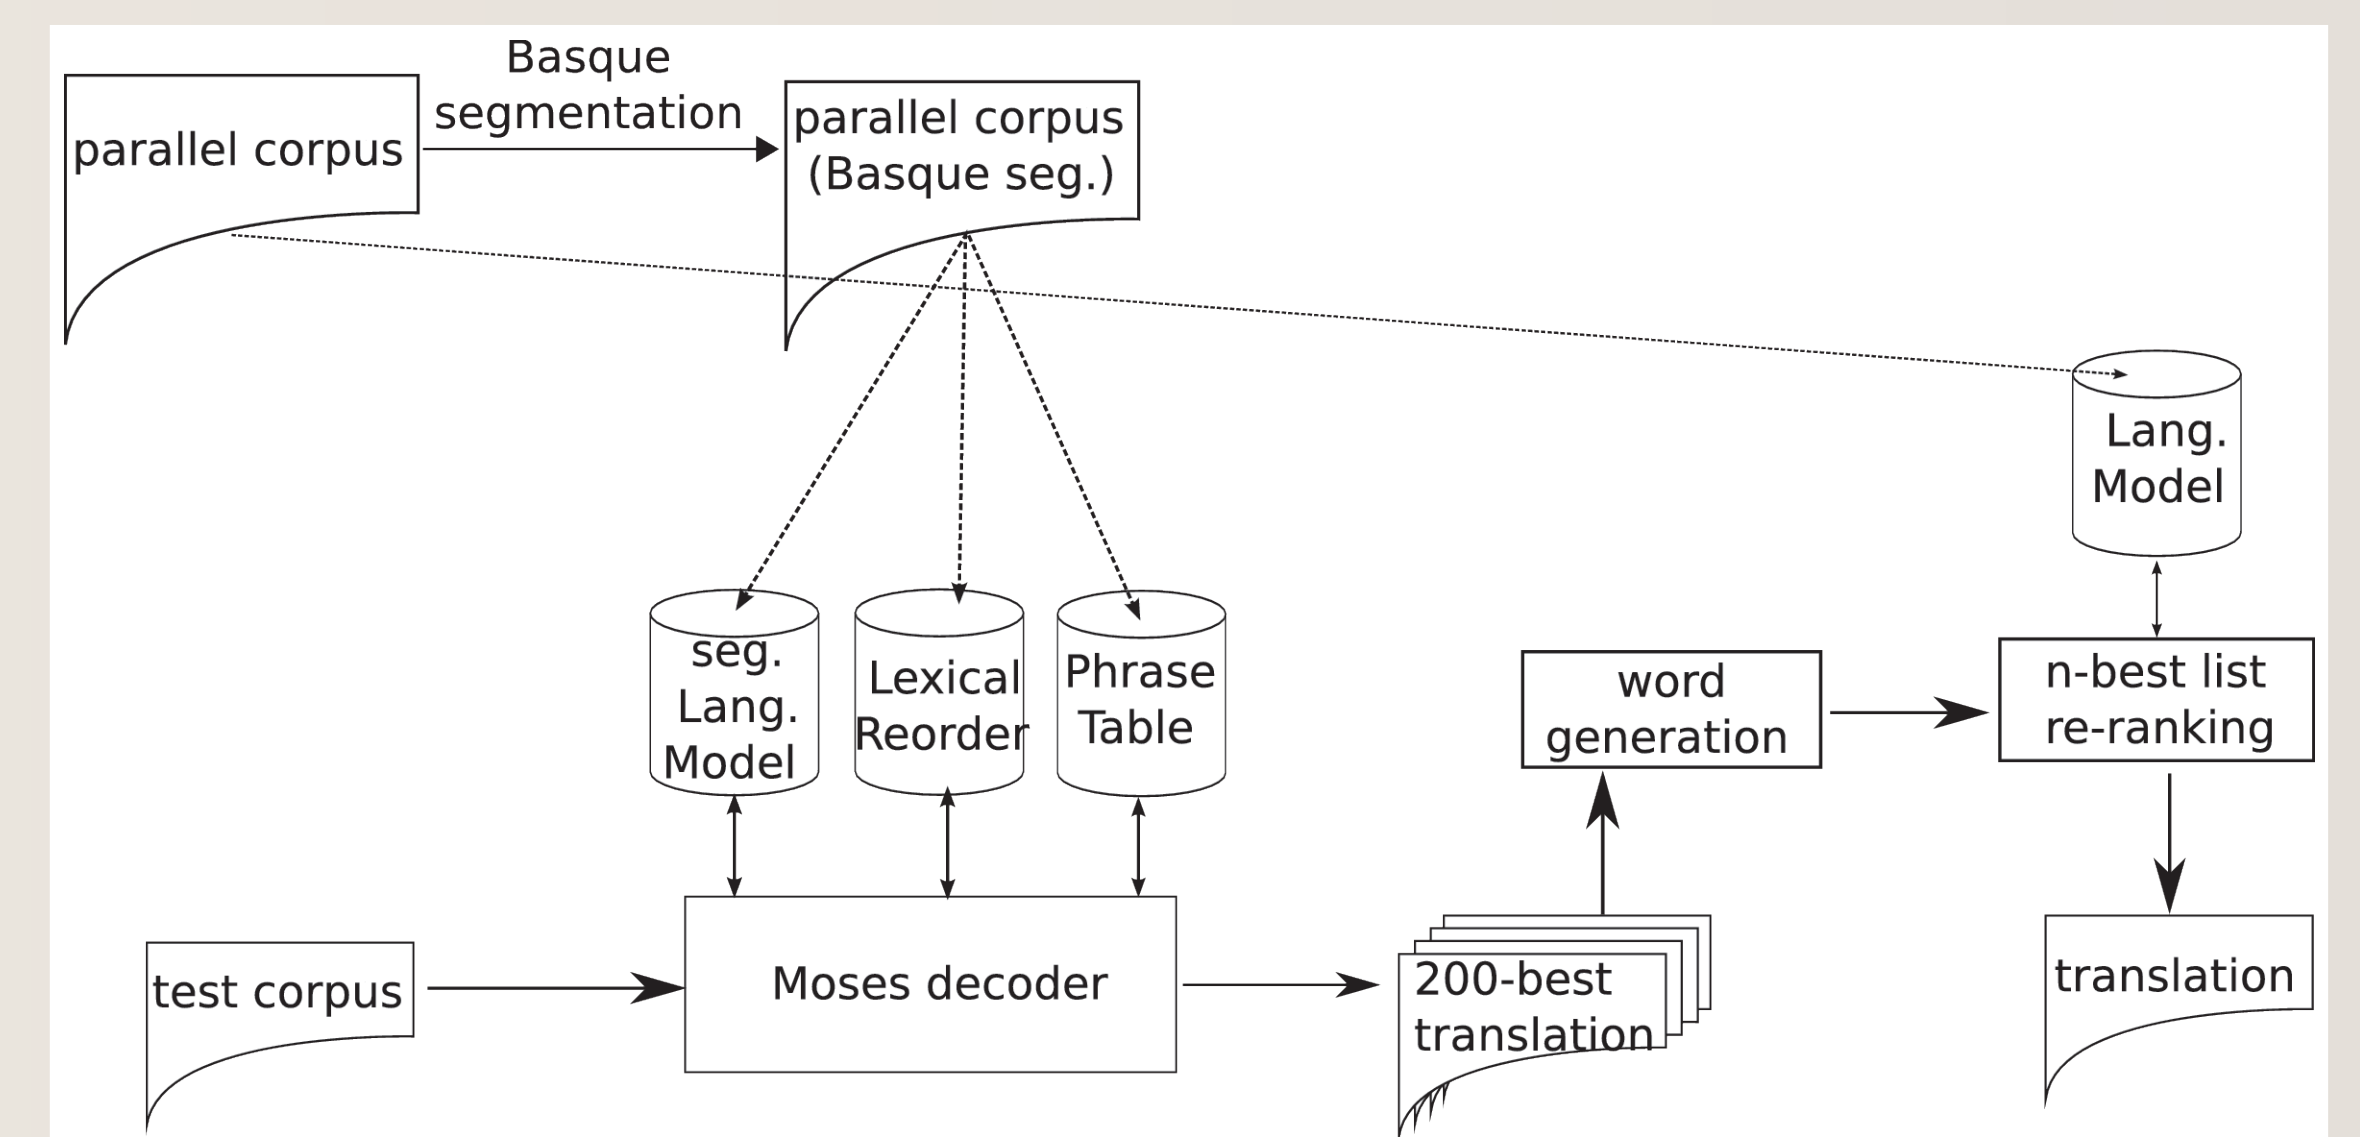 Basque
segmentation
parallel corpus
parallel corpus
(Basque seg.)
Lang.
Model
seg.
Lang.
Model
Lexical
Reorder
Phrase
Table
word
generation
n-best list
re-ranking
test corpus
Moses decoder
200-best
translation
translation